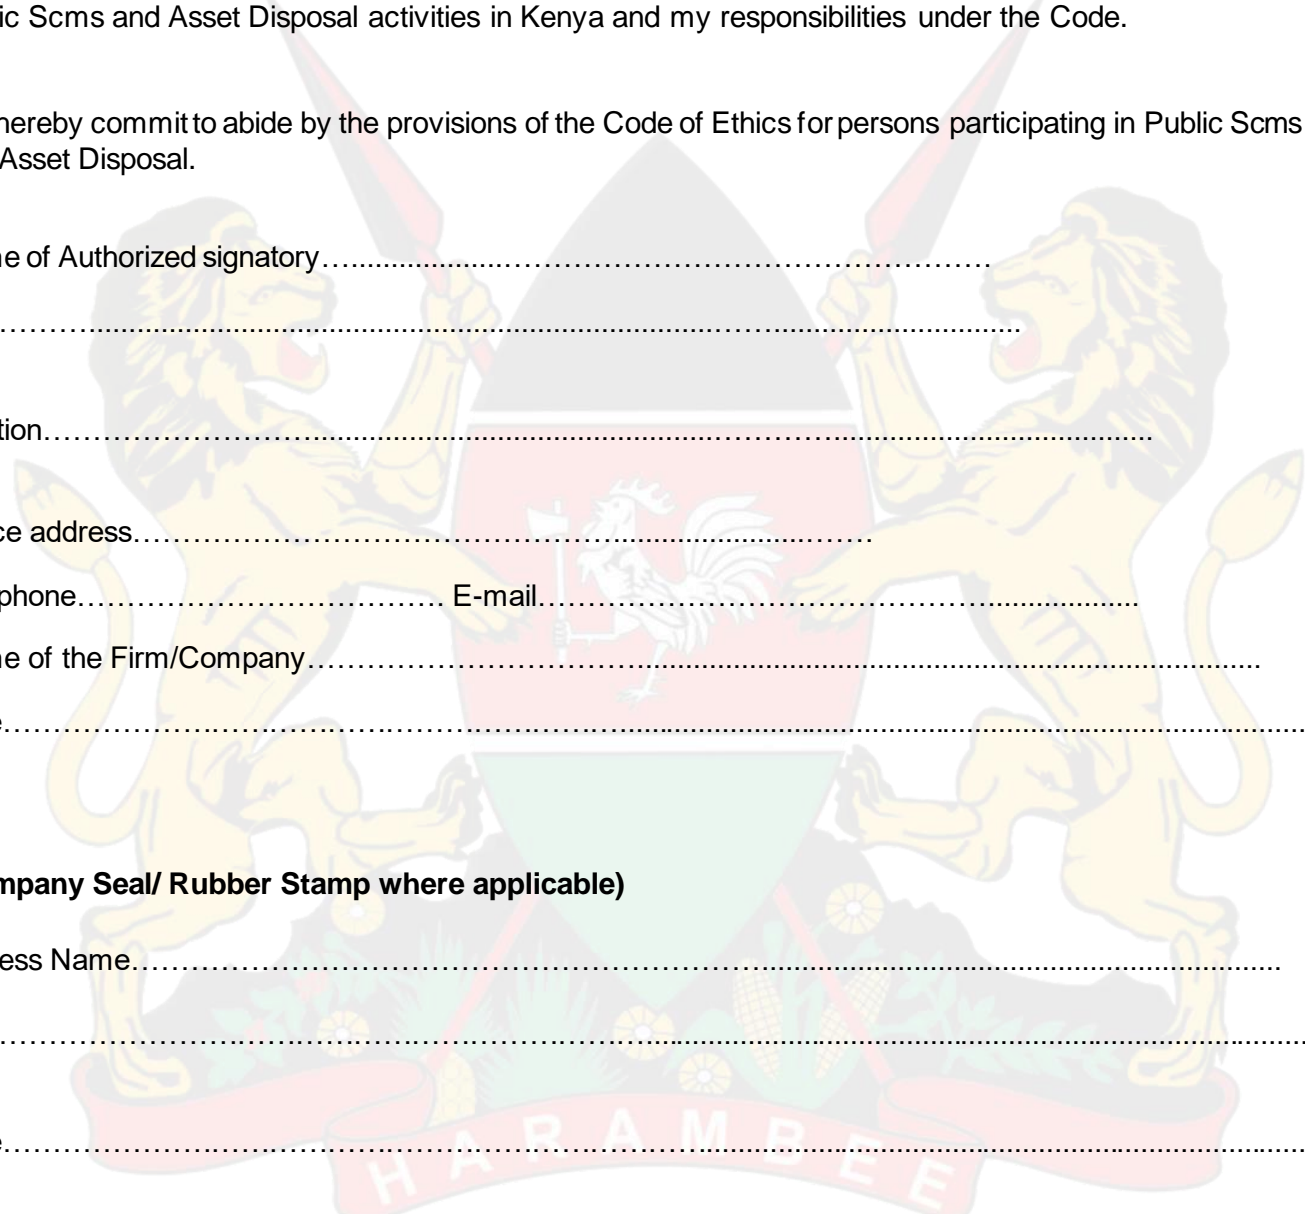 ic Scms and Asset Disposal activities in Kenya and my responsibilities under the Code.
hereby commit to abide by the provisions of the Code of Ethics for persons participating in Public Scms
Asset Disposal.
e of Authorized signatory….....................……………………………………………………
………...............................................................................……...............................
tion……………………………...................................................……………........................................
ce address……………………………………………………...........................……
phone………………………………………. E-mail…………………………………………………...................
e of the Firm/Company……………………………………..............................................................................
e…………………………………………………………………………......................................................................................
mpany Seal/ Rubber Stamp where applicable)
ess Name…………………………………………………………………..................................................................
……………………………………………………………………………..................................................................................
e……………………………………………………………………………...........................................................................
HARAMBEE